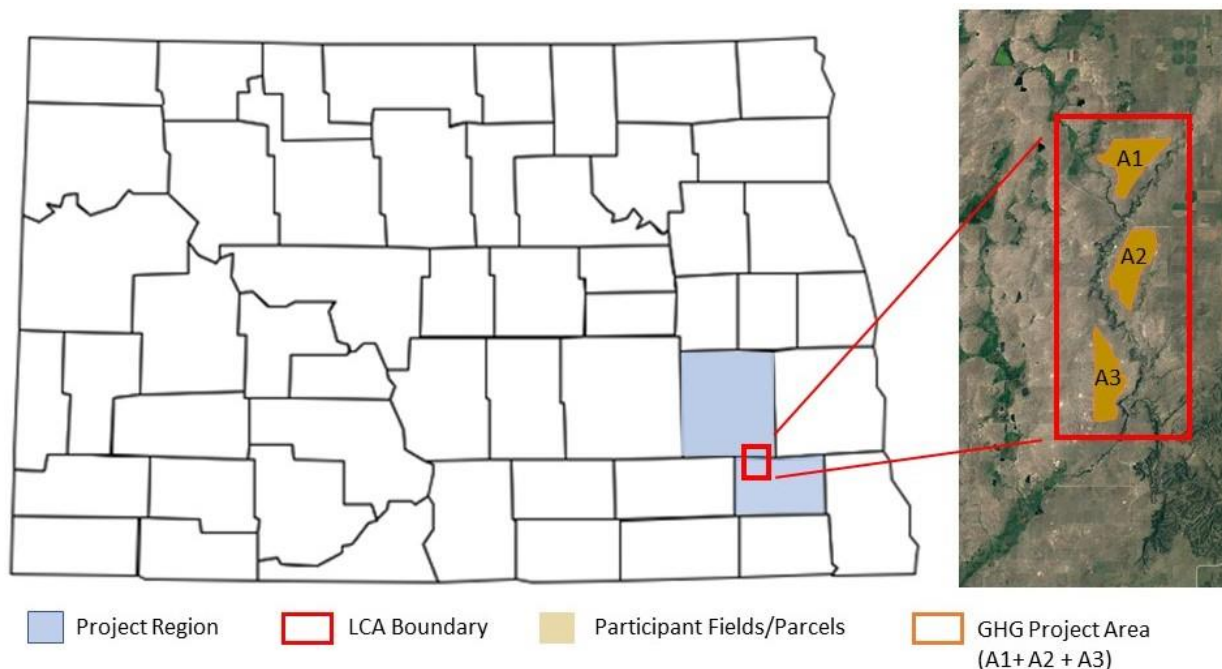 A1
A2
A3
Project Region
LCA Boundary
Participant Fields/Parcels
GHG Project Area
(A1+ A2 + A3)